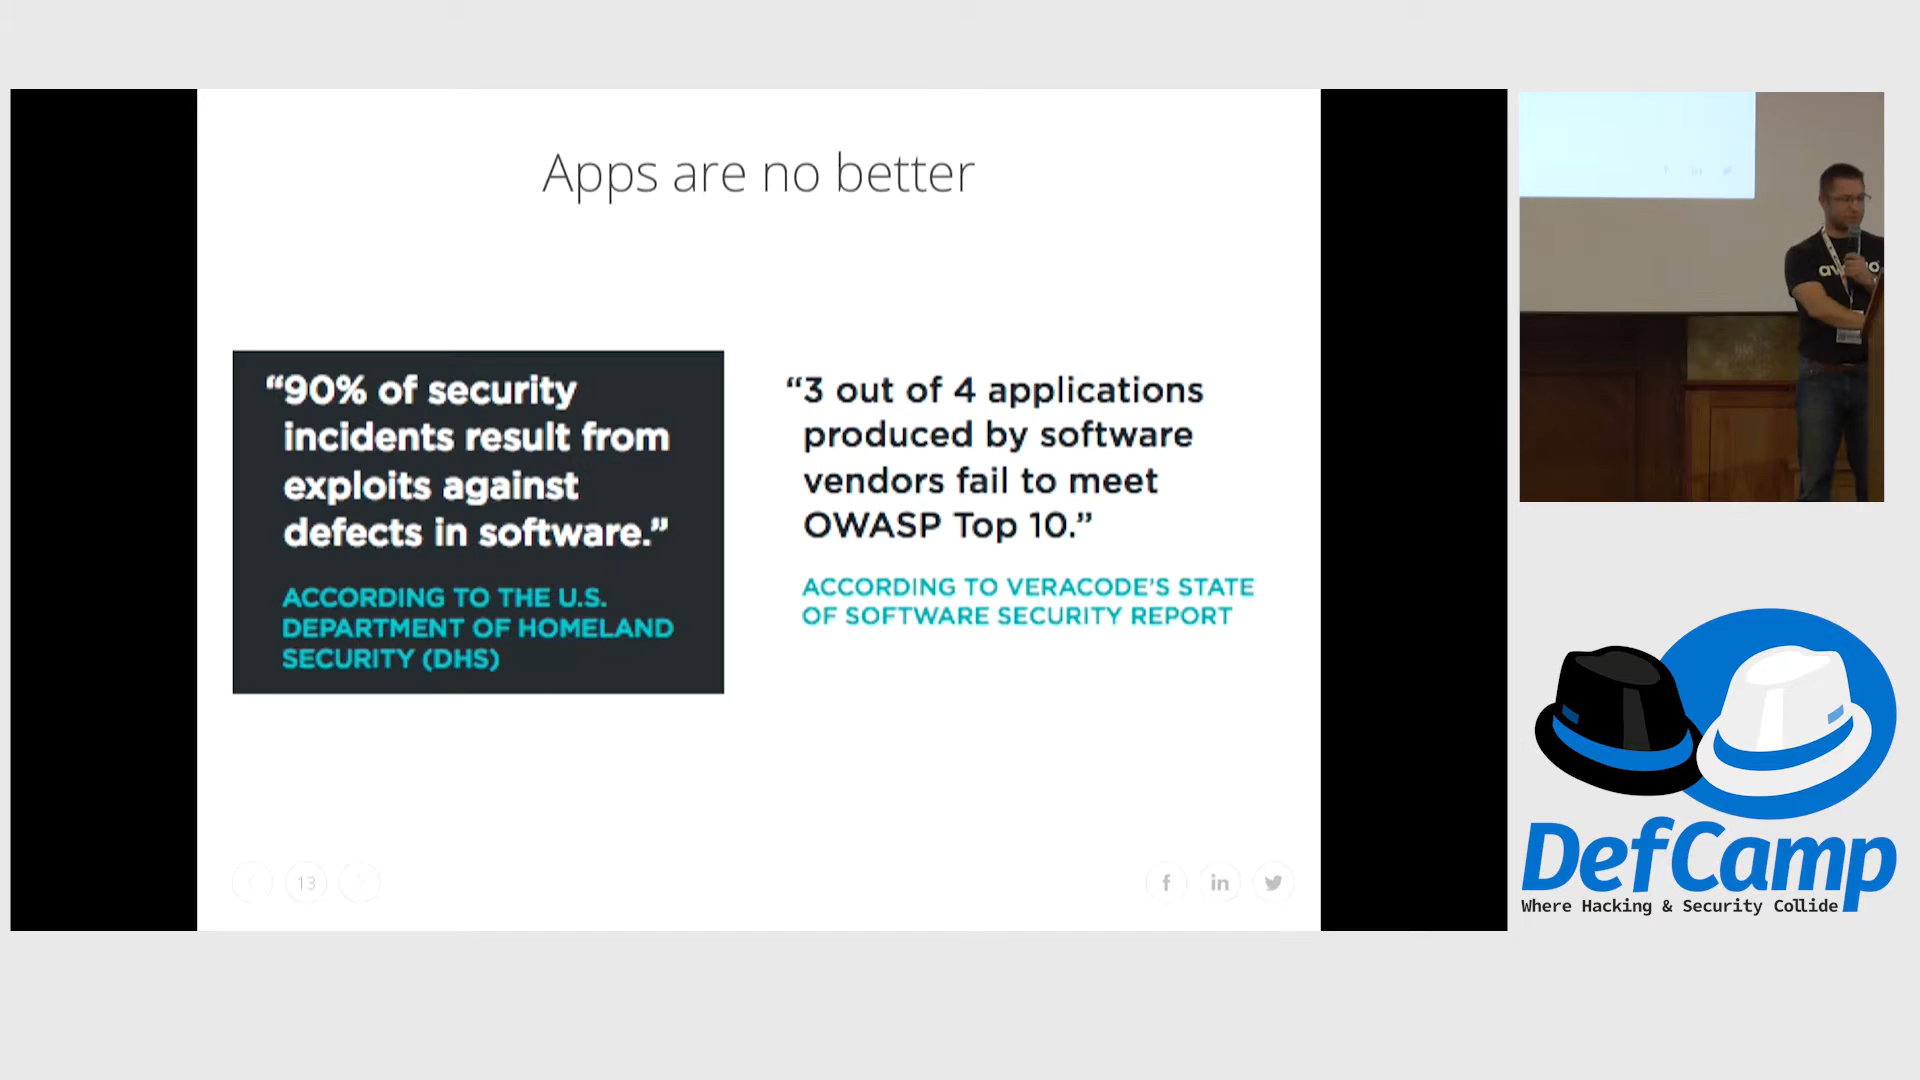 Apps are no better
“90% of security
incidents result from
exploits against
defects in software.”
ACCORDING TO THE U.S.
DEPARTMENT OF HOMELAND
SECURITY (DHS)
“3 out of 4 applications
produced by software
vendors fail to meet
OWASP Top 10.”
ACCORDING TO VERACODE’S STATE
OF SOFTWARE SECURITY REPORT
13
f
in
DefCamp
Where Hacking & Security Collide